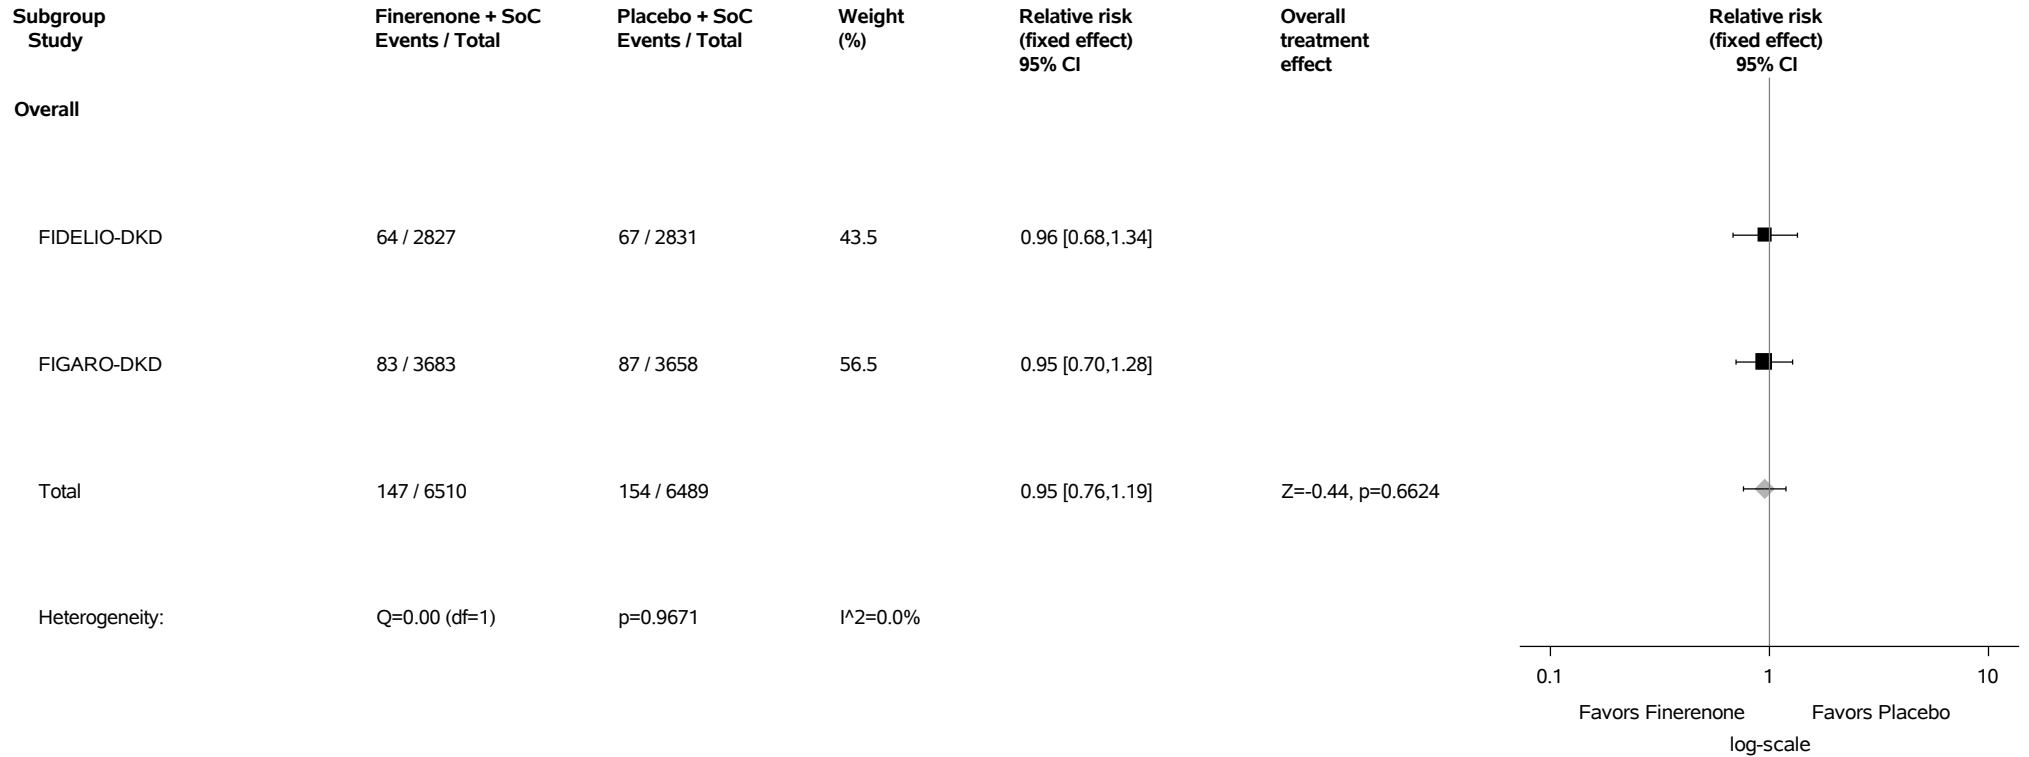 Subgroup Finerenone + SoC Placebo + SoC Weight Relative risk Overall Relative risk
Study Events / Total Events / Total (%) (fixed effect) treatment (fixed effect)
95% CI effect 95% CI
Overall
FIDELIO-DKD 64 / 2827 67 / 2831 43.5 0.96 [0.68,1.34]
FIGARO-DKD 83 / 3683 87 / 3658 56.5 0.95 [0.70,1.28]
Total 147 / 6510 154 / 6489 0.95 [0.76,1.19] Z=-0.44, p=0.6624
Heterogeneity: Q=0.00 (df=1) p=0.9671 I^2=0.0%
0.1 1 10
Favors Finerenone Favors Placebo
log-scale